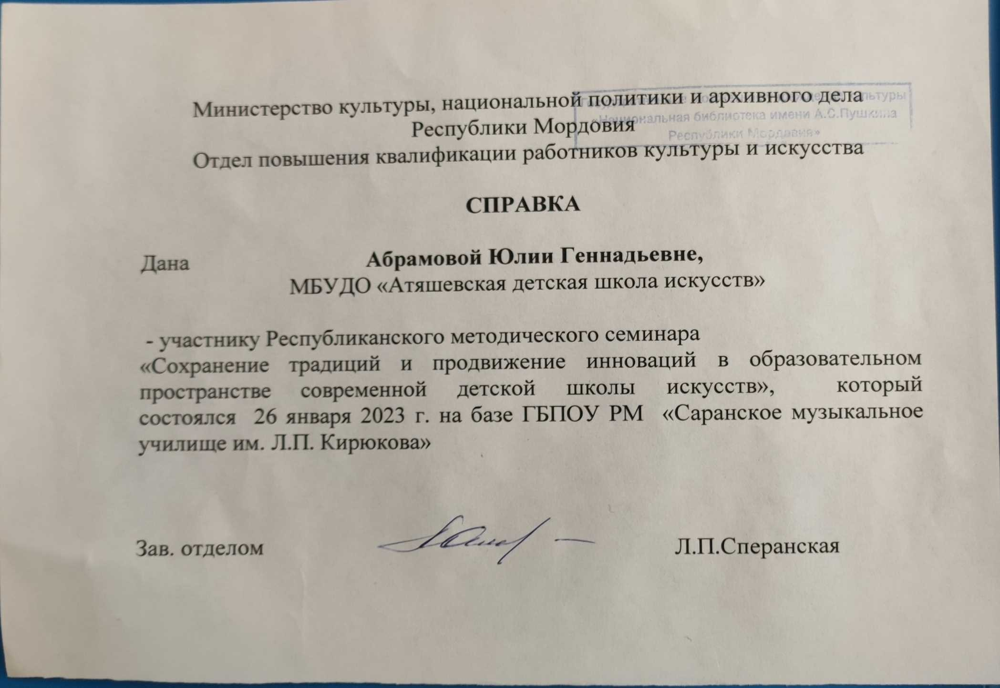 Министерство культуры, национальной политики и архивного дела
Республики Мордовия
Отдел повышения квалификации работников культуры и искусства
культуры
«Национальная библиотека имени А.С.Пушкина
Республики Мордовия»
СПРАВКА
Дана Абрамовой Юлии Геннадьевне,
МБУДО «Атяшевская детская школа искусств»
- участнику Республиканского методического семинара
«Сохранение традиций и продвижение инноваций в образовательном
пространстве современной детской школы искусств», который
состоялся 26 января 2023 г. на базе ГБПОУ РМ «Саранское музыкальное
училище им. Л.П. Кирюкова»
Зав. отделом Л.П.Сперанская